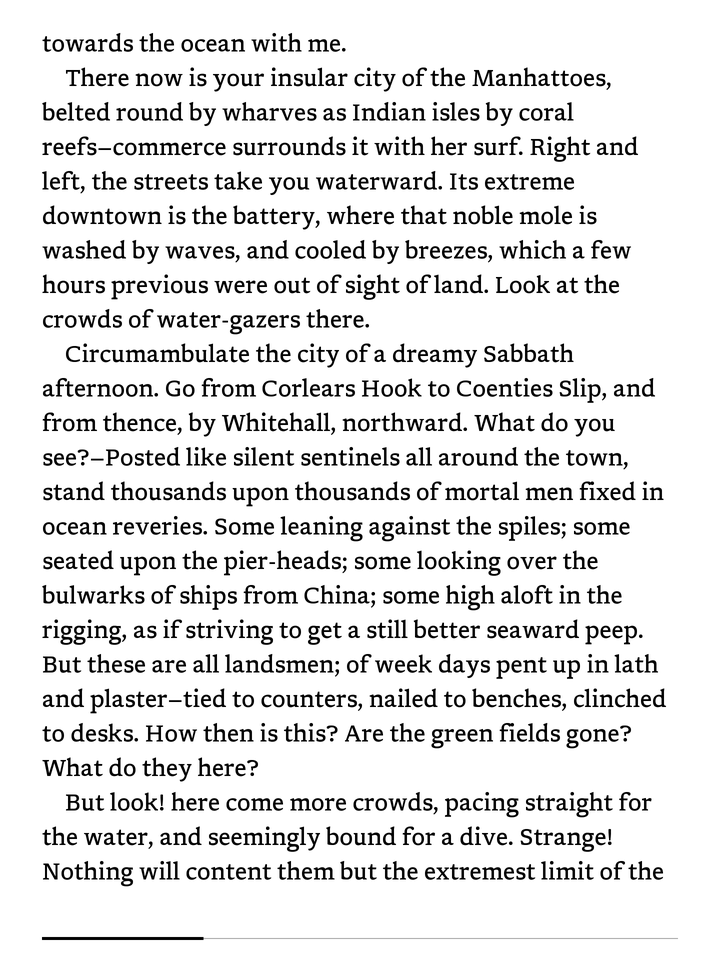 towards the ocean with me.
There now is your insular city of the Manhattoes,
belted round by wharves as Indian isles by coral
reefs–commerce surrounds it with her surf. Right and
left, the streets take you waterward. Its extreme
downtown is the battery, where that noble mole is
washed by waves, and cooled by breezes, which a few
hours previous were out of sight of land. Look at the
crowds of water-gazers there.
Circumambulate the city of a dreamy Sabbath
afternoon. Go from Corlears Hook to Coenties Slip, and
from thence, by Whitehall, northward. What do you
see?–Posted like silent sentinels all around the town,
stand thousands upon thousands of mortal men fixed in
ocean reveries. Some leaning against the spiles; some
seated upon the pier-heads; some looking over the
bulwarks of ships from China; some high aloft in the
rigging, as if striving to get a still better seaward peep.
But these are all landsmen; of week days pent up in lath
and plaster–tied to counters, nailed to benches, clinched
to desks. How then is this? Are the green fields gone?
What do they here?
But look! here come more crowds, pacing straight for
the water, and seemingly bound for a dive. Strange!
Nothing will content them but the extremest limit of the